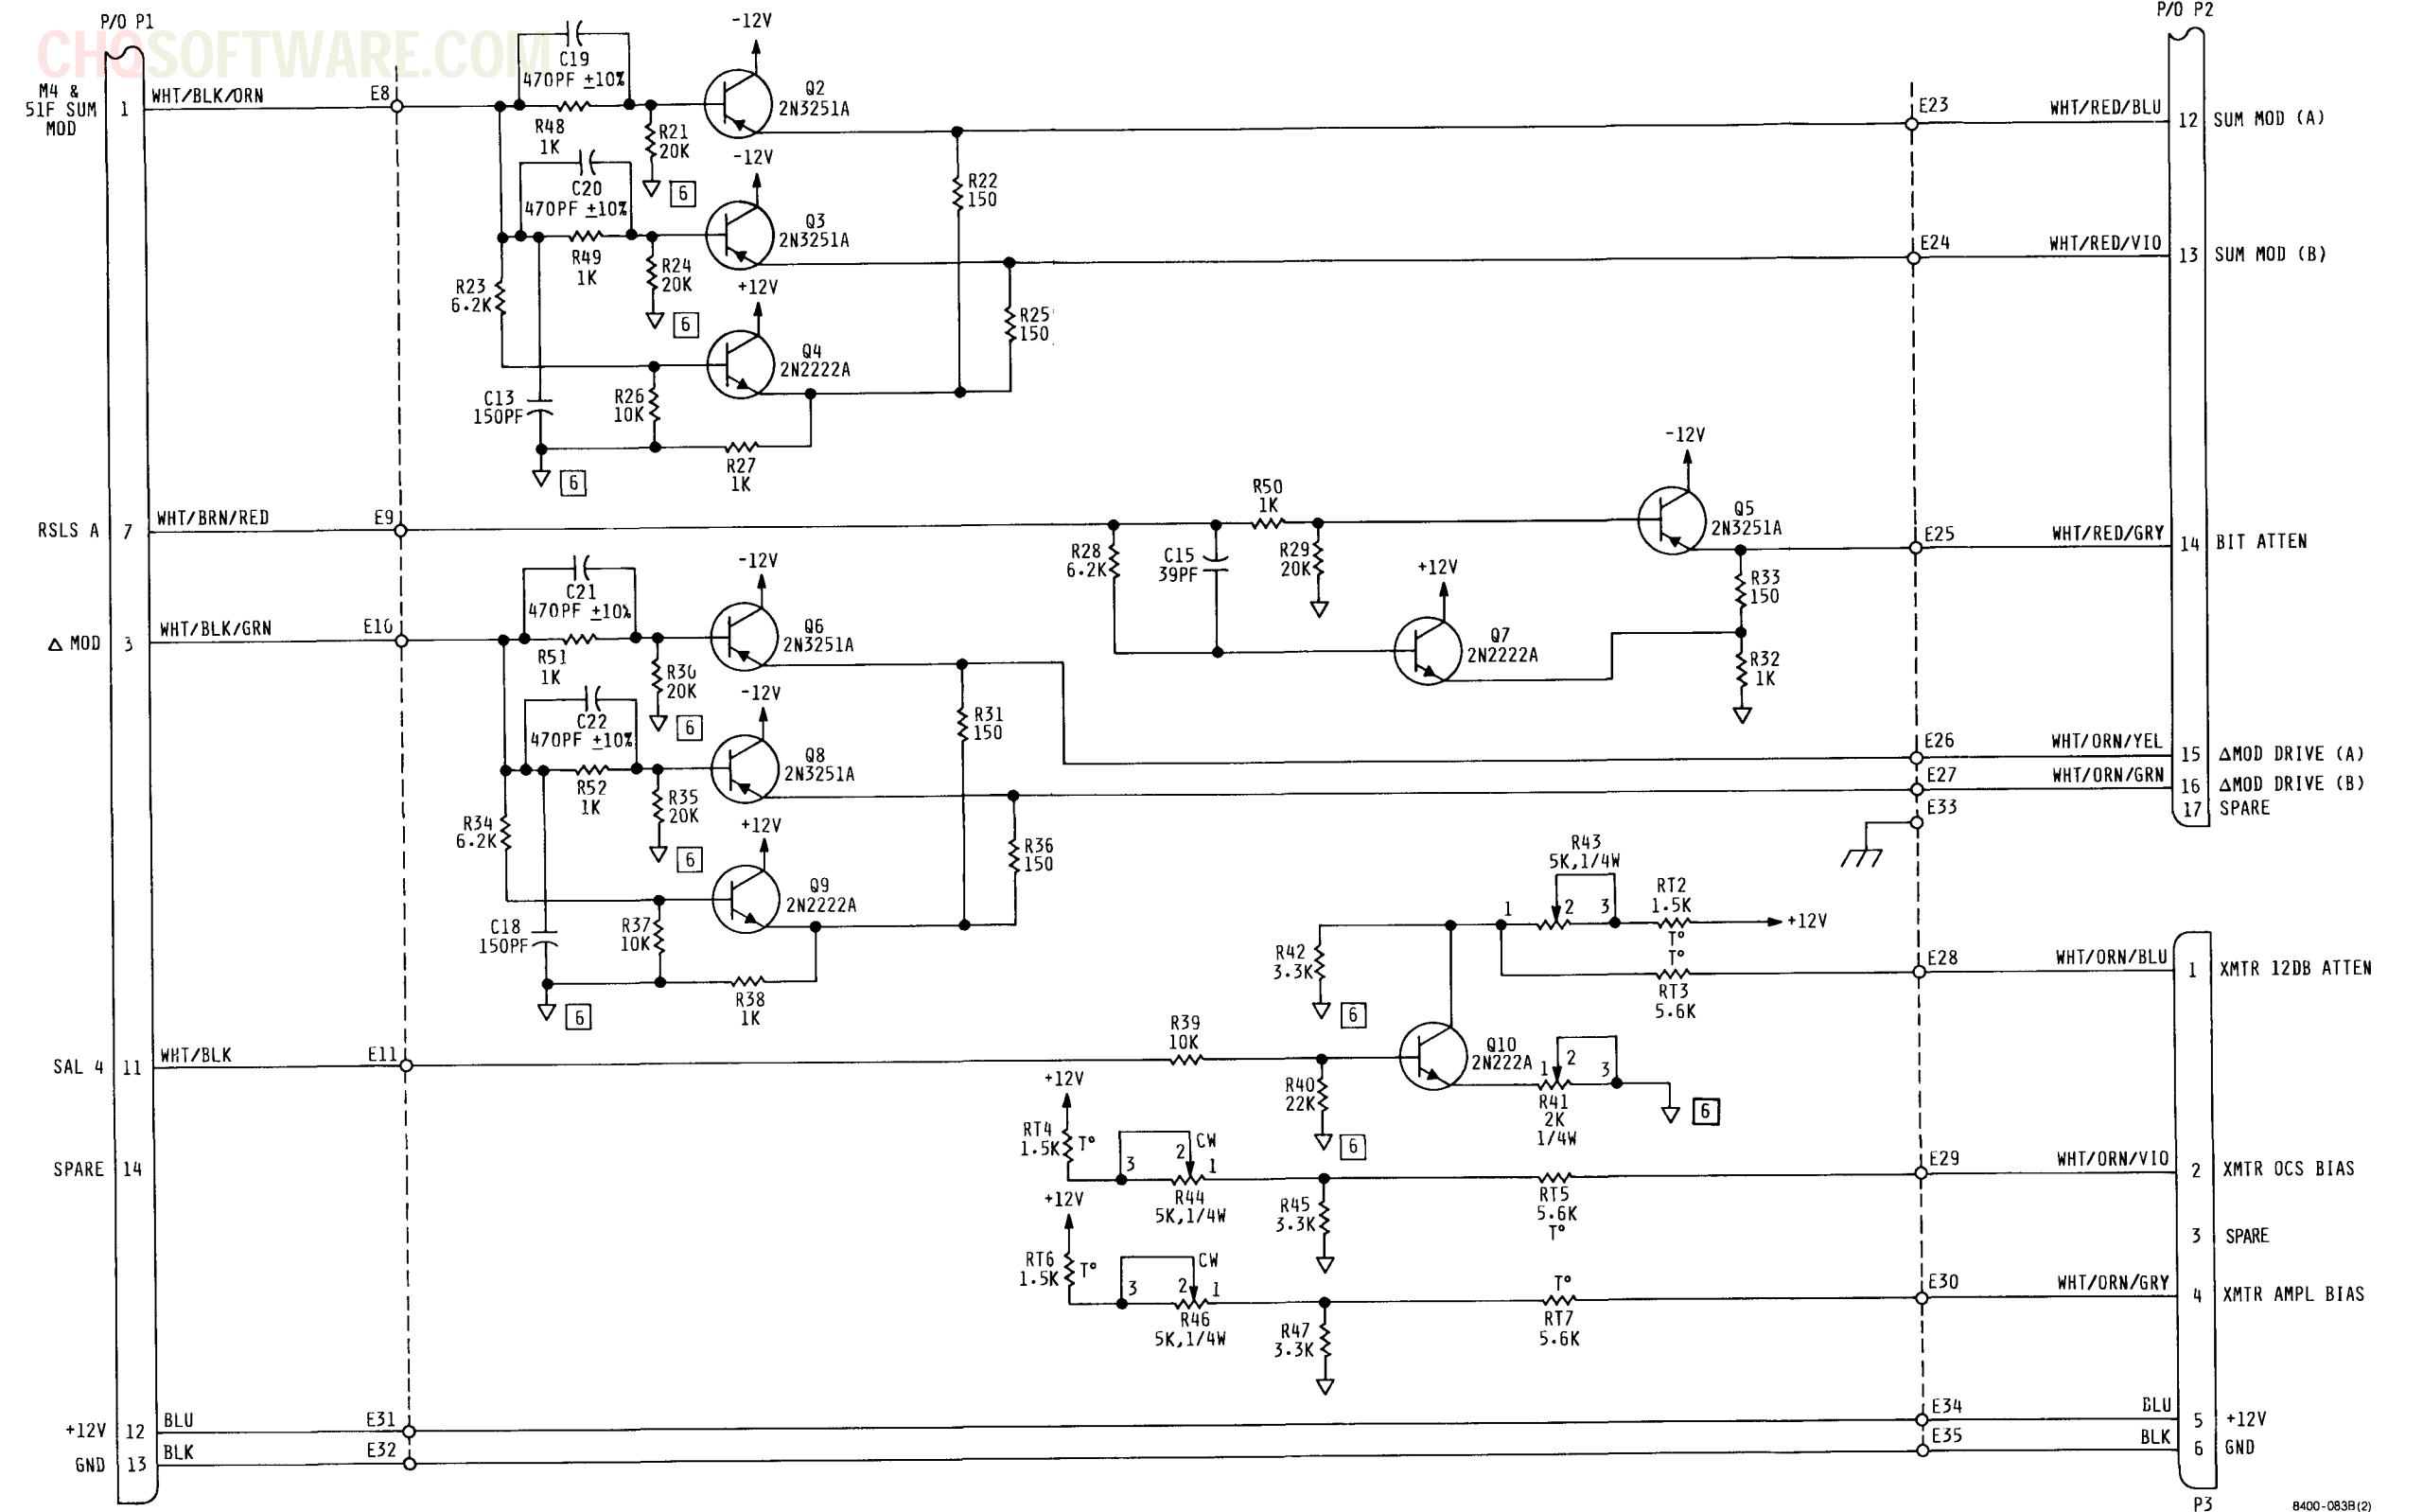 P/O P1
CHQSOFTWARE.COM
M4 &
51F SUM
MOD
1
WHT/BLK/ORN
E8
C19
470PF ±10%
R48
1K
R21
20K
6
-12V
Q2
2N3251A
C20
470PF ±10%
R49
1K
R24
20K
6
-12V
Q3
2N3251A
R22
150
R23
6.2K
+12V
Q4
2N2222A
R25
150
C13
150PF
R26
10K
R27
1K
6
P/O P2
E23
WHT/RED/BLU
12
SUM MOD (A)
E24
WHT/RED/VIO
13
SUM MOD (B)
RSLS A
7
WHT/BRN/RED
E9
R50
1K
R28
6.2K
C15
39PF
R29
20K
-12V
Q5
2N3251A
+12V
Q7
2N2222A
R33
150
R32
1K
E25
WHT/RED/GRY
14
BIT ATTEN
Δ MOD
3
WHT/BLK/GRN
E10
C21
470PF ±10%
R51
1K
R30
20K
6
-12V
Q6
2N3251A
C22
470PF ±10%
R52
1K
R35
20K
6
-12V
Q8
2N3251A
R31
150
R34
6.2K
+12V
Q9
2N2222A
R36
150
C18
150PF
R37
10K
R38
1K
6
E26
WHT/ORN/YEL
15
ΔMOD DRIVE (A)
E27
WHT/ORN/GRN
16
ΔMOD DRIVE (B)
E33
17
SPARE
R43
5K,1/4W
1
2
3
RT2
1.5K
T°
+12V
R42
3.3K
6
T°
RT3
5.6K
E28
WHT/ORN/BLU
1
XMTR 12DB ATTEN
SAL 4
11
WHT/BLK
E11
R39
10K
R40
22K
6
Q10
2N222A
1
2
3
R41
2K
1/4W
6
SPARE
14
+12V
RT4
1.5K
T°
3
2
CW
1
R44
5K,1/4W
R45
3.3K
RT5
5.6K
T°
E29
WHT/ORN/VIO
2
XMTR OCS BIAS
3
SPARE
+12V
RT6
1.5K
T°
3
2
CW
1
R46
5K,1/4W
R47
3.3K
T°
RT7
5.6K
E30
WHT/ORN/GRY
4
XMTR AMPL BIAS
+12V
12
BLU
E31
E34
BLU
5
+12V
GND
13
BLK
E32
E35
BLK
6
GND
P3
8400-083B(2)